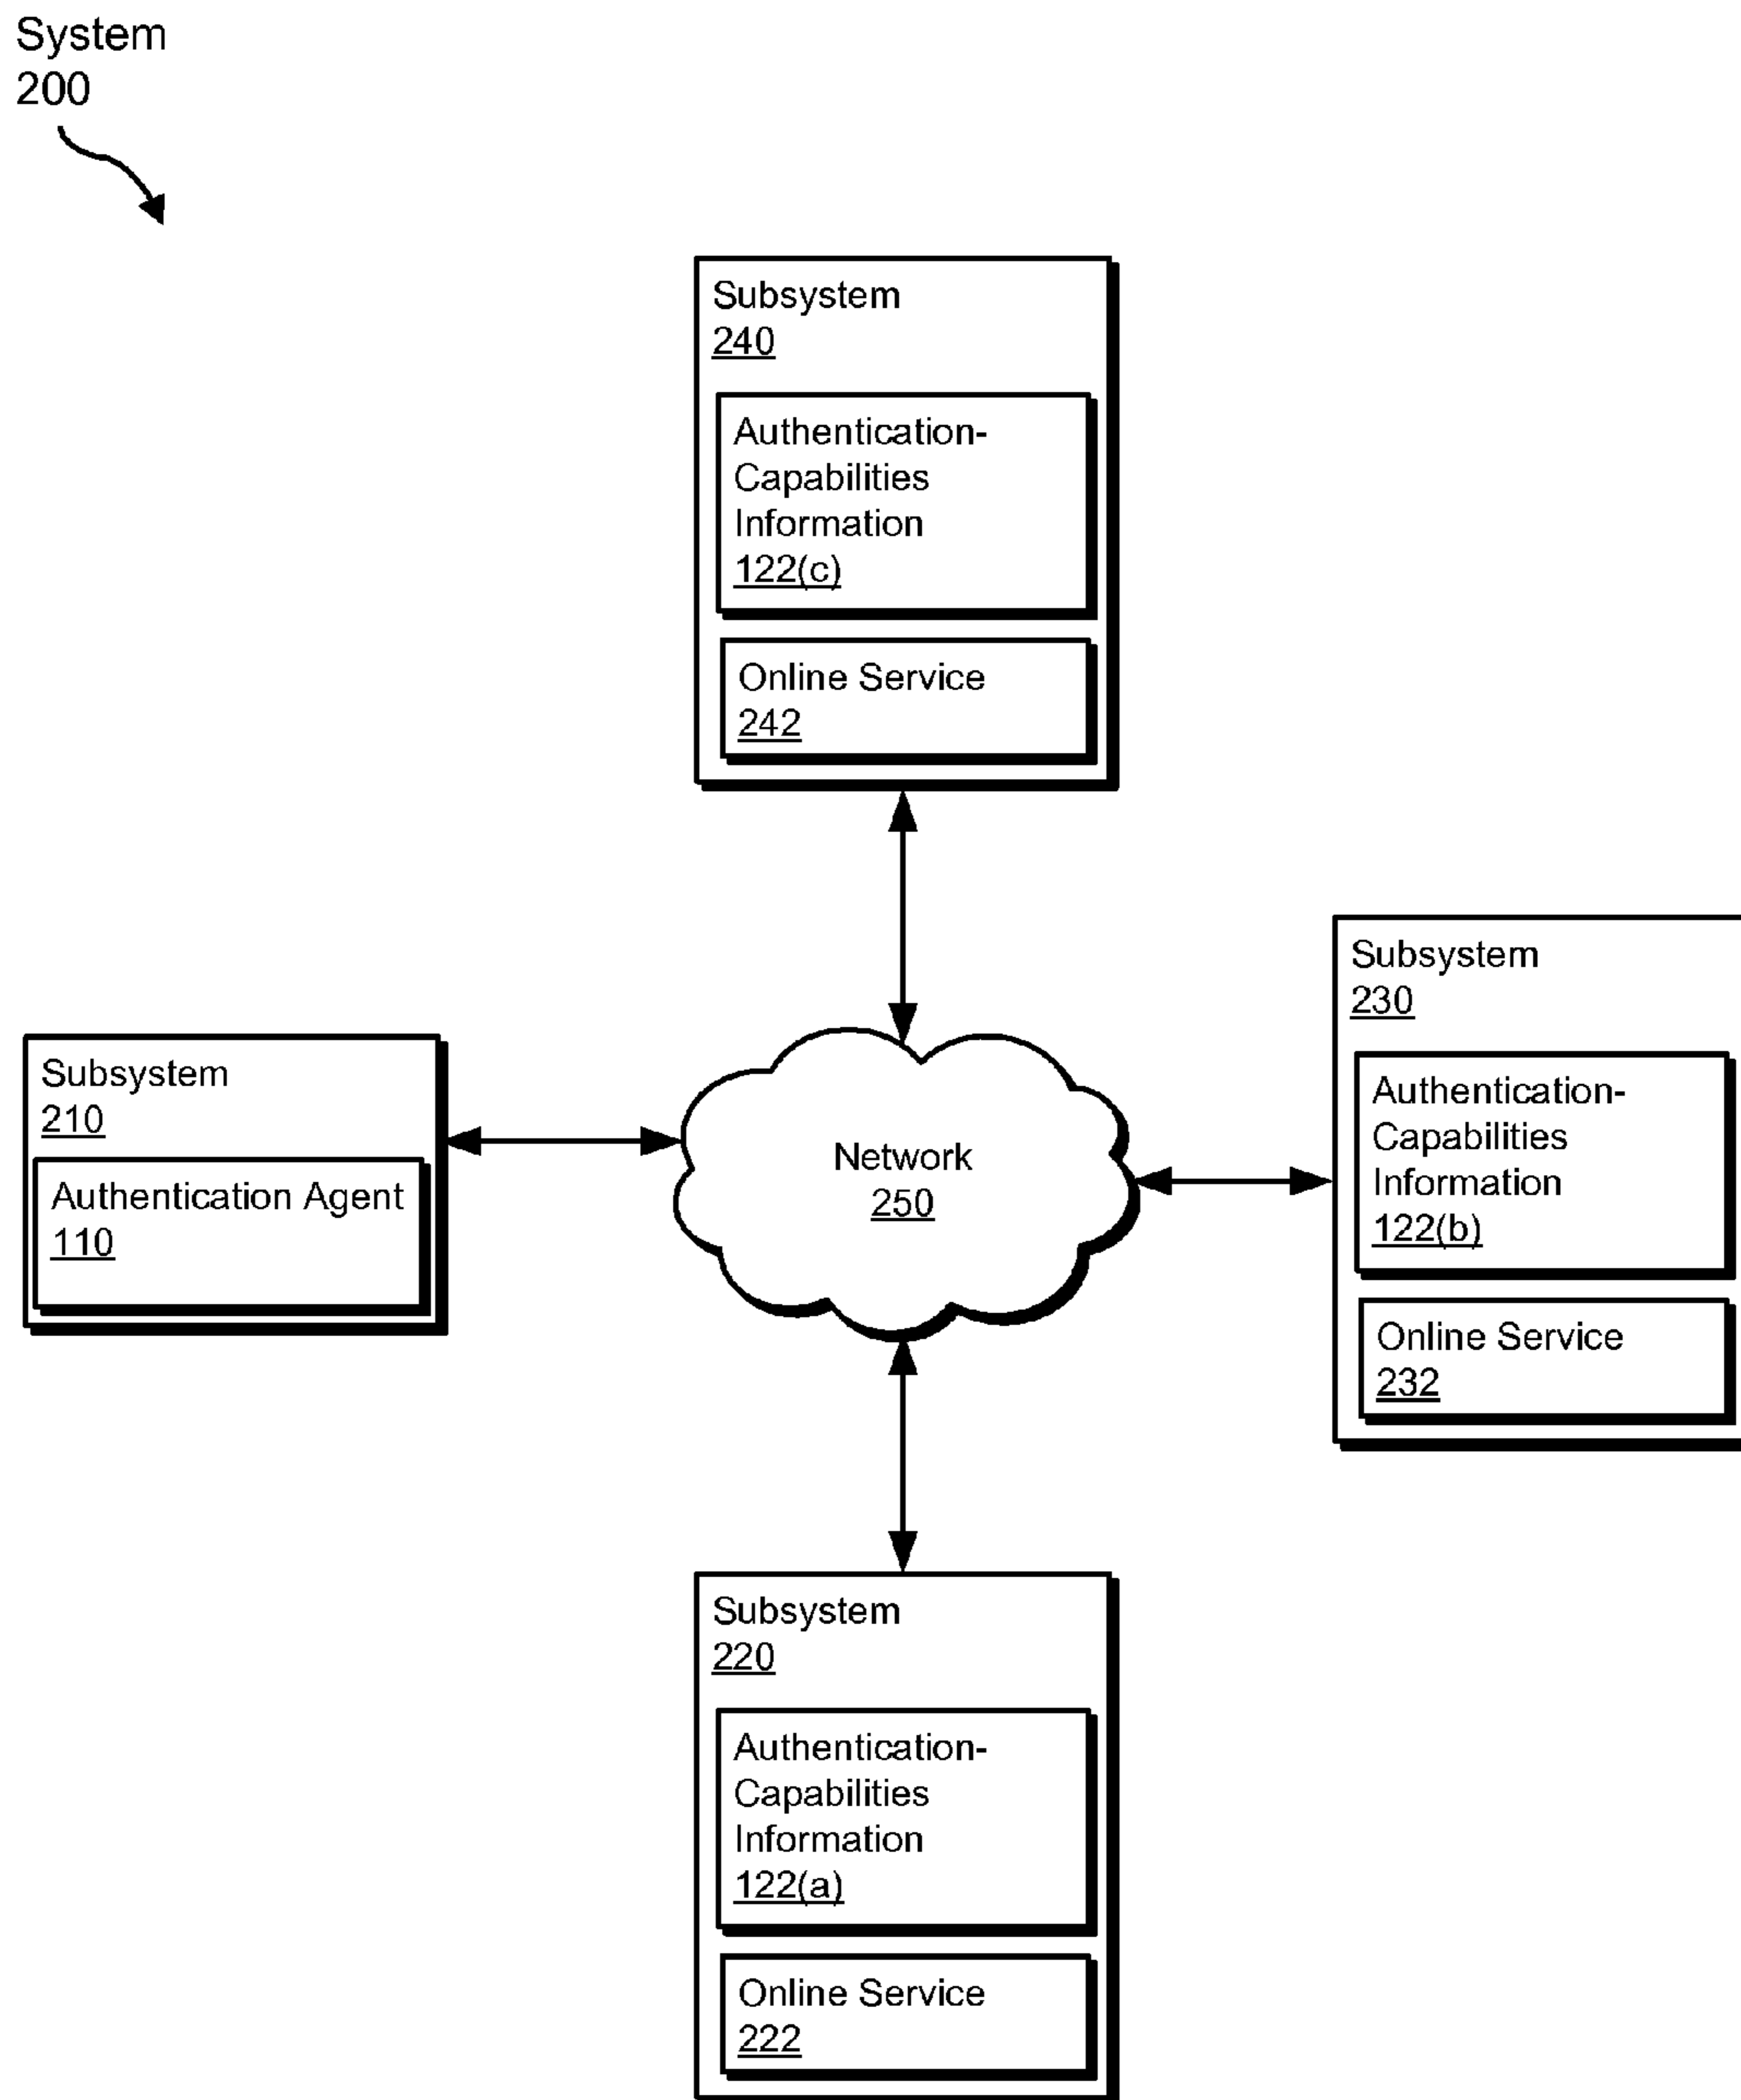 System
200
Subsystem
240
Authentication-
Capabilities
Information
122(c)
Online Service
242
Subsystem
210
Authentication Agent
110
Network
250
Subsystem
230
Authentication-
Capabilities
Information
122(b)
Online Service
232
Subsystem
220
Authentication-
Capabilities
Information
122(a)
Online Service
222